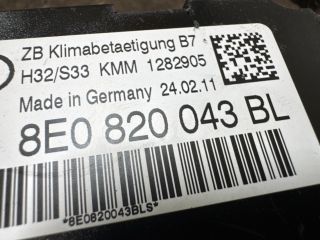 ZB Klimabetaetigung B7
H32/S33 KMM 1282905
Made in Germany 24.02.11
8E0 820 043 BL
*8E0820043BLS*